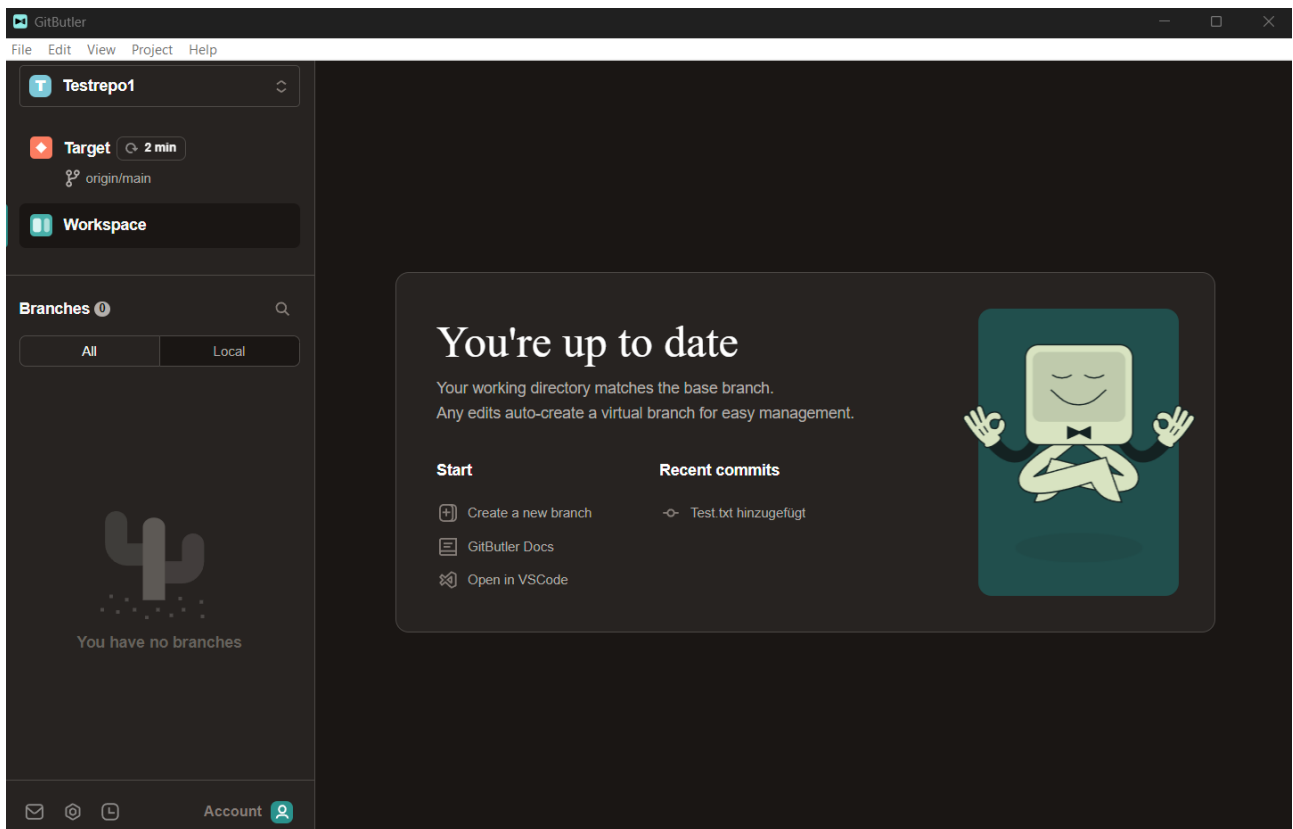 GitButler
File Edit View Project Help
T Testrepo1
Target 2 min
origin/main
Workspace
Branches 0
All Local
You have no branches
Account
You're up to date
Your working directory matches the base branch.
Any edits auto-create a virtual branch for easy management.
Start Recent commits
Create a new branch Test.txt hinzugefügt
GitButler Docs
Open in VSCode